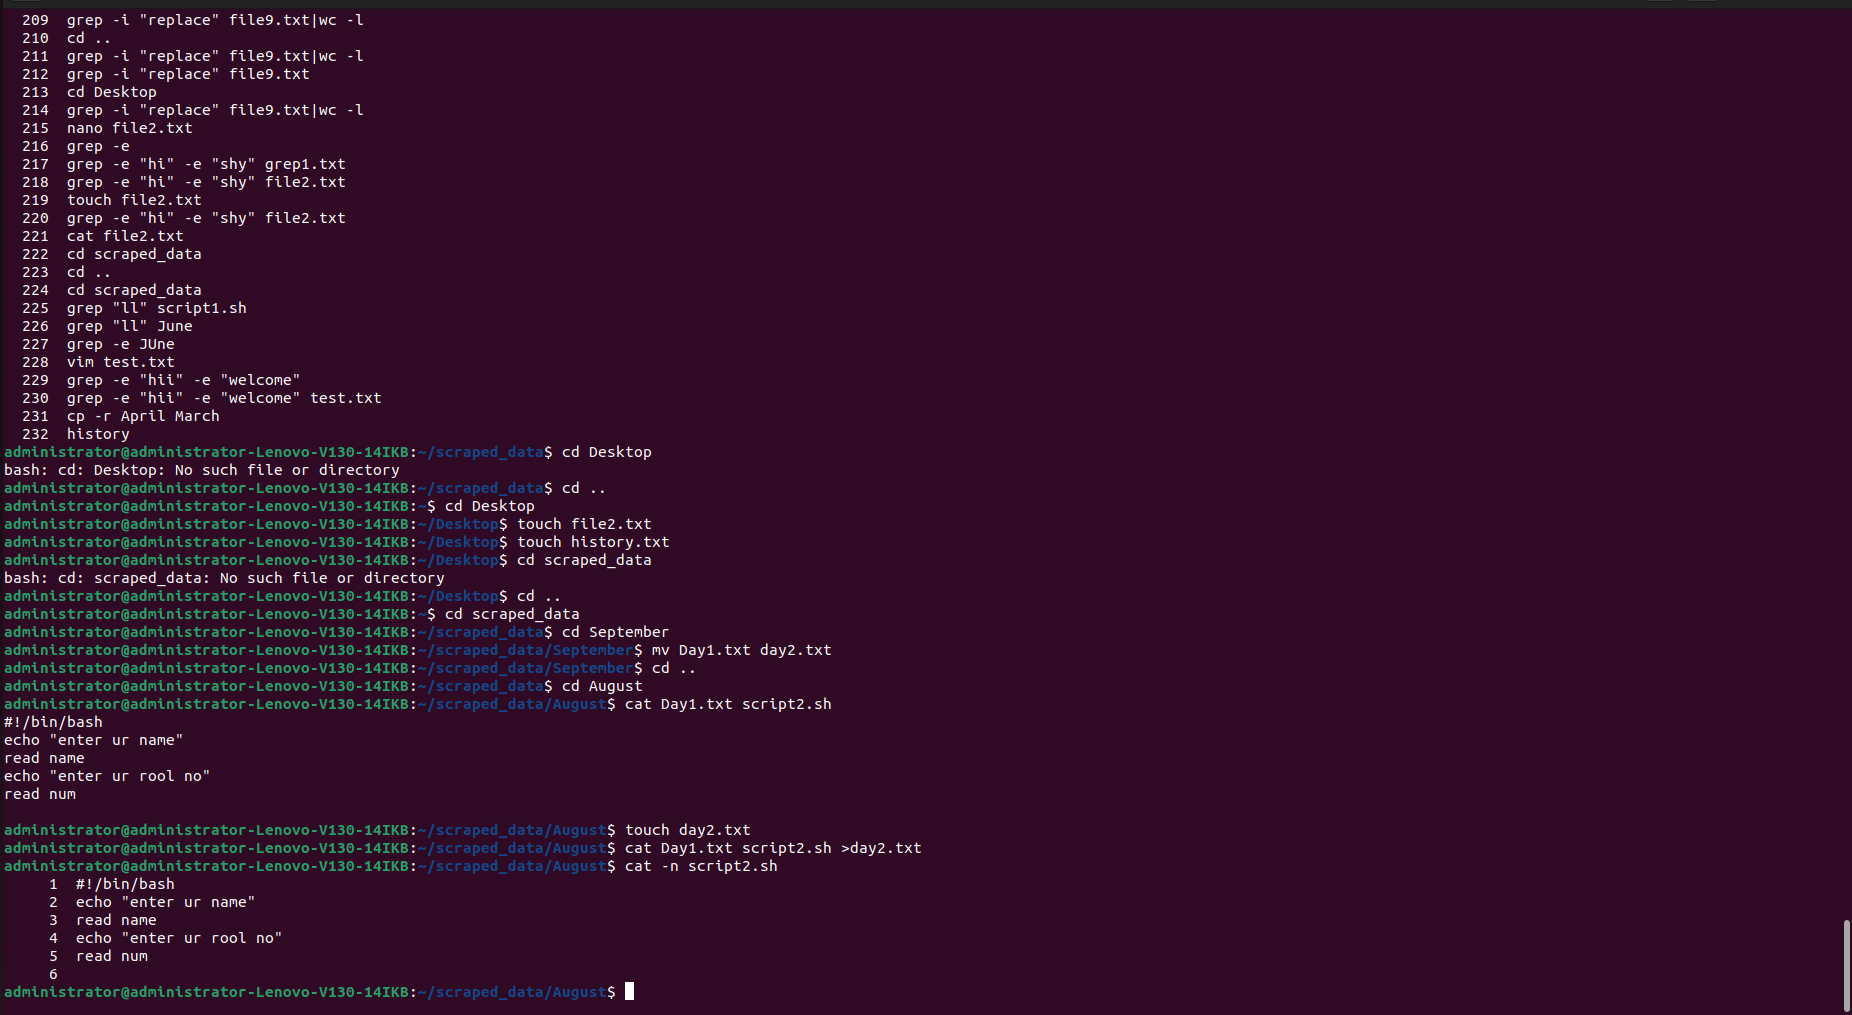 209  grep -i "replace" file9.txt|wc -l
210  cd ..
211  grep -i "replace" file9.txt|wc -l
212  grep -i "replace" file9.txt
213  cd Desktop
214  grep -i "replace" file9.txt|wc -l
215  nano file2.txt
216  grep -e
217  grep -e "hi" -e "shy" grep1.txt
218  grep -e "hi" -e "shy" file2.txt
219  touch file2.txt
220  grep -e "hi" -e "shy" file2.txt
221  cat file2.txt
222  cd scraped_data
223  cd ..
224  cd scraped_data
225  grep "ll" script1.sh
226  grep "ll" June
227  grep -e JUne
228  vim test.txt
229  grep -e "hii" -e "welcome"
230  grep -e "hii" -e "welcome" test.txt
231  cp -r April March
232  history
administrator@administrator-Lenovo-V130-14IKB:~/scraped_data$ cd Desktop
bash: cd: Desktop: No such file or directory
administrator@administrator-Lenovo-V130-14IKB:~/scraped_data$ cd ..
administrator@administrator-Lenovo-V130-14IKB:~$ cd Desktop
administrator@administrator-Lenovo-V130-14IKB:~/Desktop$ touch file2.txt
administrator@administrator-Lenovo-V130-14IKB:~/Desktop$ touch history.txt
administrator@administrator-Lenovo-V130-14IKB:~/Desktop$ cd scraped_data
bash: cd: scraped_data: No such file or directory
administrator@administrator-Lenovo-V130-14IKB:~/Desktop$ cd ..
administrator@administrator-Lenovo-V130-14IKB:~$ cd scraped_data
administrator@administrator-Lenovo-V130-14IKB:~/scraped_data$ cd September
administrator@administrator-Lenovo-V130-14IKB:~/scraped_data/September$ mv Day1.txt day2.txt
administrator@administrator-Lenovo-V130-14IKB:~/scraped_data/September$ cd ..
administrator@administrator-Lenovo-V130-14IKB:~/scraped_data$ cd August
administrator@administrator-Lenovo-V130-14IKB:~/scraped_data/August$ cat Day1.txt script2.sh
#!/bin/bash
echo "enter ur name"
read name
echo "enter ur rool no"
read num

administrator@administrator-Lenovo-V130-14IKB:~/scraped_data/August$ touch day2.txt
administrator@administrator-Lenovo-V130-14IKB:~/scraped_data/August$ cat Day1.txt script2.sh >day2.txt
administrator@administrator-Lenovo-V130-14IKB:~/scraped_data/August$ cat -n script2.sh
1  #!/bin/bash
2  echo "enter ur name"
3  read name
4  echo "enter ur rool no"
5  read num
6
administrator@administrator-Lenovo-V130-14IKB:~/scraped_data/August$